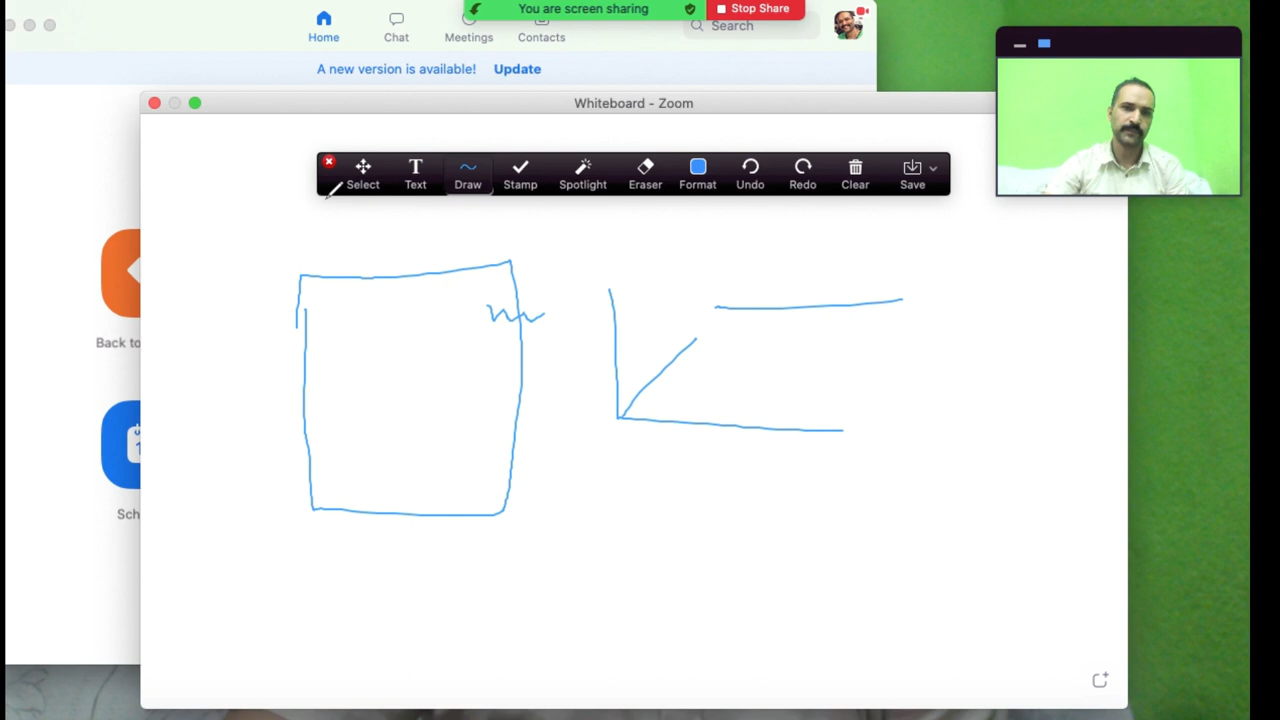 You are screen sharing
Stop Share
Home
Chat
Meetings
Contacts
Search
A new version is available!
Update
Whiteboard - Zoom
Select
T
Text
Draw
Stamp
Spotlight
Eraser
Format
Undo
Redo
Clear
Save
Back to
Sch